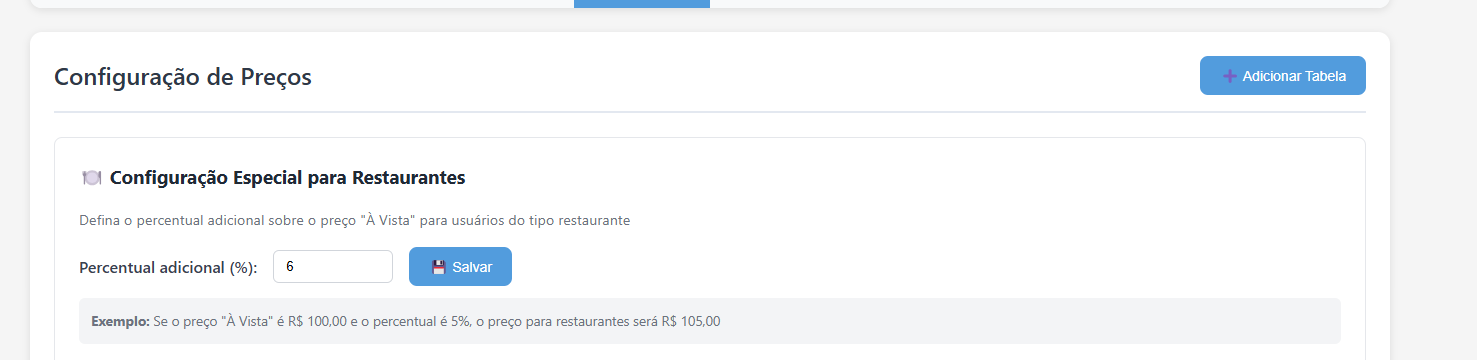 Configuração de Preços
➕ Adicionar Tabela
🍽️ Configuração Especial para Restaurantes
Defina o percentual adicional sobre o preço "À Vista" para usuários do tipo restaurante
Percentual adicional (%): 6 💾 Salvar
Exemplo: Se o preço "À Vista" é R$ 100,00 e o percentual é 5%, o preço para restaurantes será R$ 105,00